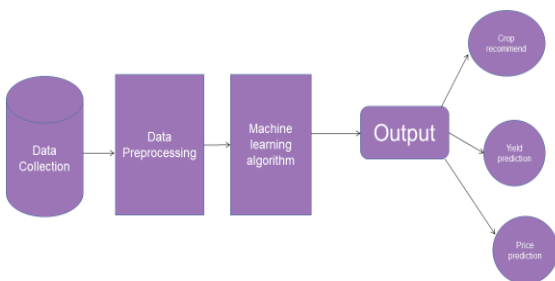 Data
Collection
Data
Preprocessing
Machine
learning
algorithm
Output
Crop
recommend
Yield
prediction
Price
prediction